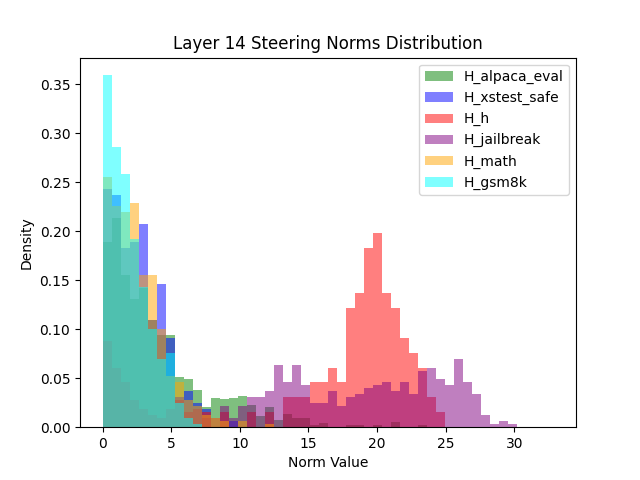 Layer 14 Steering Norms Distribution
H_alpaca_eval
H_xstest_safe
H_h
H_jailbreak
H_math
H_gsm8k
0.35
0.30
0.25
0.20
0.15
0.10
0.05
0.00
Density
0 5 10 15 20 25 30
Norm Value